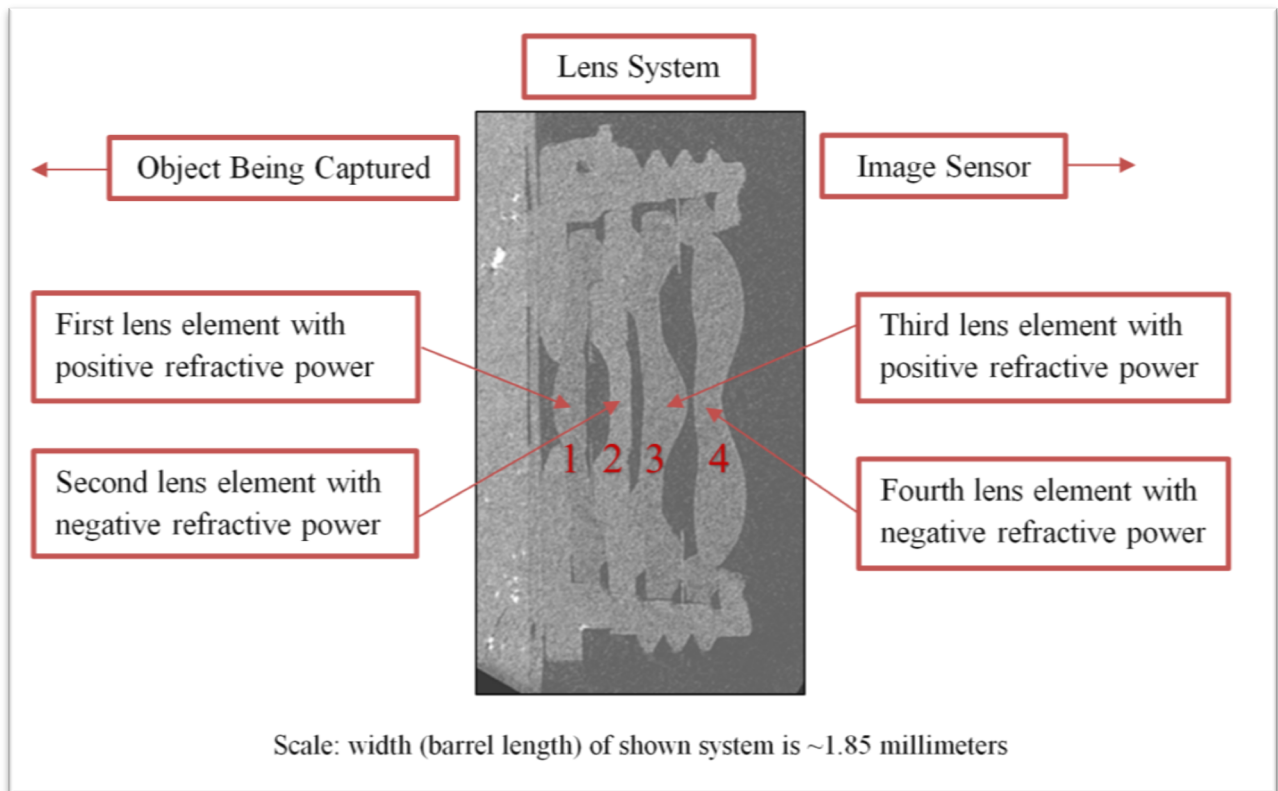 Lens System
Object Being Captured
Image Sensor
First lens element with
positive refractive power
Third lens element with
positive refractive power
Second lens element with
negative refractive power
Fourth lens element with
negative refractive power
1 2 3 4
Scale: width (barrel length) of shown system is ~1.85 millimeters